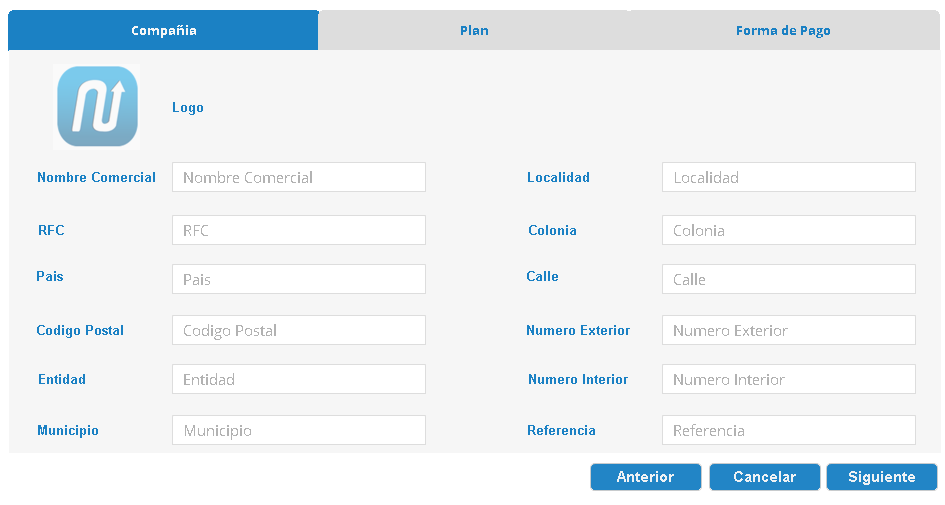 Compañia Plan Forma de Pago
Logo
Nombre Comercial Nombre Comercial Localidad Localidad
RFC RFC Colonia Colonia
Pais Pais Calle Calle
Codigo Postal Codigo Postal Numero Exterior Numero Exterior
Entidad Entidad Numero Interior Numero Interior
Municipio Municipio Referencia Referencia
Anterior Cancelar Siguiente